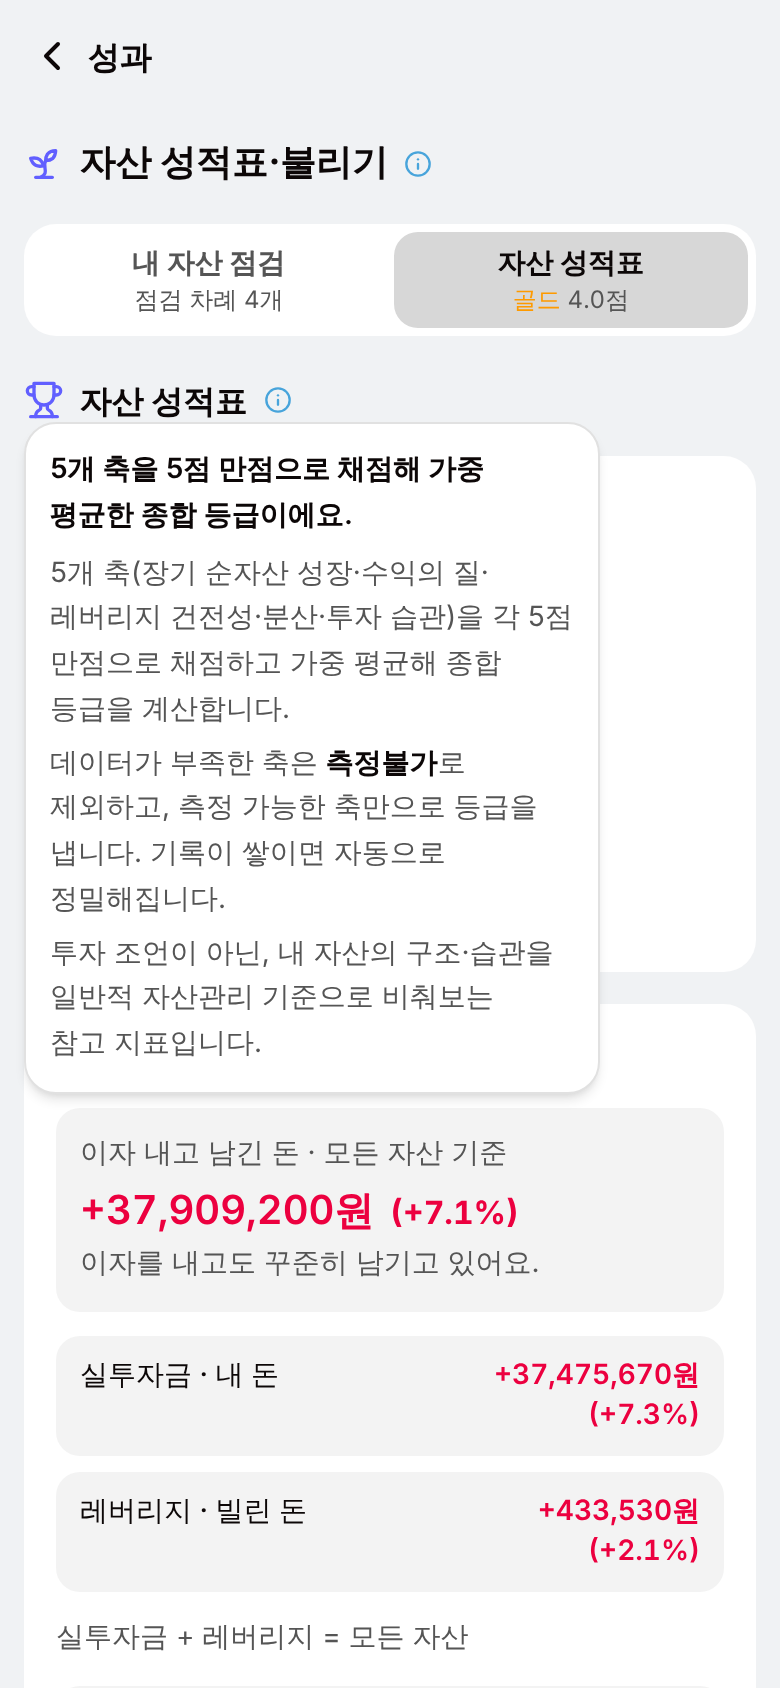 성과
자산 성적표·불리기
내 자산 점검
점검 차례 4개
자산 성적표
골드 4.0점
자산 성적표
5개 축을 5점 만점으로 채점해 가중
평균한 종합 등급이에요.
5개 축(장기 순자산 성장·수익의 질·
레버리지 건전성·분산·투자 습관)을 각 5점
만점으로 채점하고 가중 평균해 종합
등급을 계산합니다.
데이터가 부족한 축은 측정불가로
제외하고, 측정 가능한 축만으로 등급을
냅니다. 기록이 쌓이면 자동으로
정밀해집니다.
투자 조언이 아닌, 내 자산의 구조·습관을
일반적 자산관리 기준으로 비춰보는
참고 지표입니다.
이자 내고 남긴 돈 · 모든 자산 기준
+37,909,200원 (+7.1%)
이자를 내고도 꾸준히 남기고 있어요.
실투자금 · 내 돈
+37,475,670원
(+7.3%)
레버리지 · 빌린 돈
+433,530원
(+2.1%)
실투자금 + 레버리지 = 모든 자산